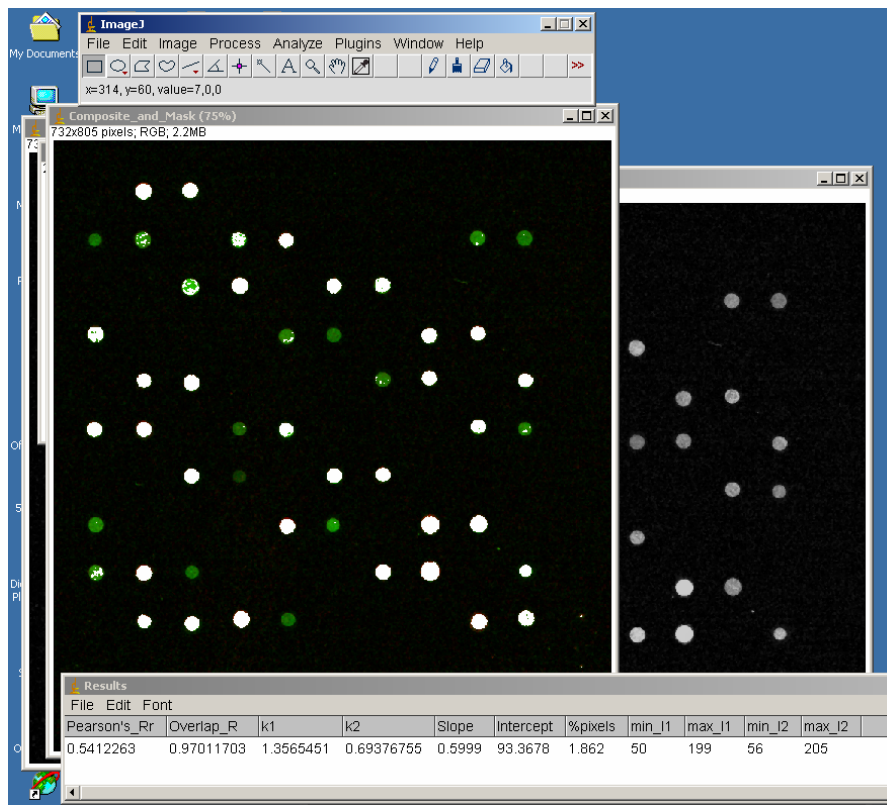 ImageJ
My Documents
File Edit Image Process Analyze Plugins Window Help
A
>>
x=314, y=60, value=7,0,0
Composite_and_Mask (75%)
732x805 pixels; RGB; 2.2MB
Results
File Edit Font
Pearson's_Rr Overlap_R k1 k2 Slope Intercept %pixels min_I1 max_I1 min_I2 max_I2
0.5412263 0.97011703 1.3565451 0.69376755 0.5999 93.3678 1.862 50 199 56 205